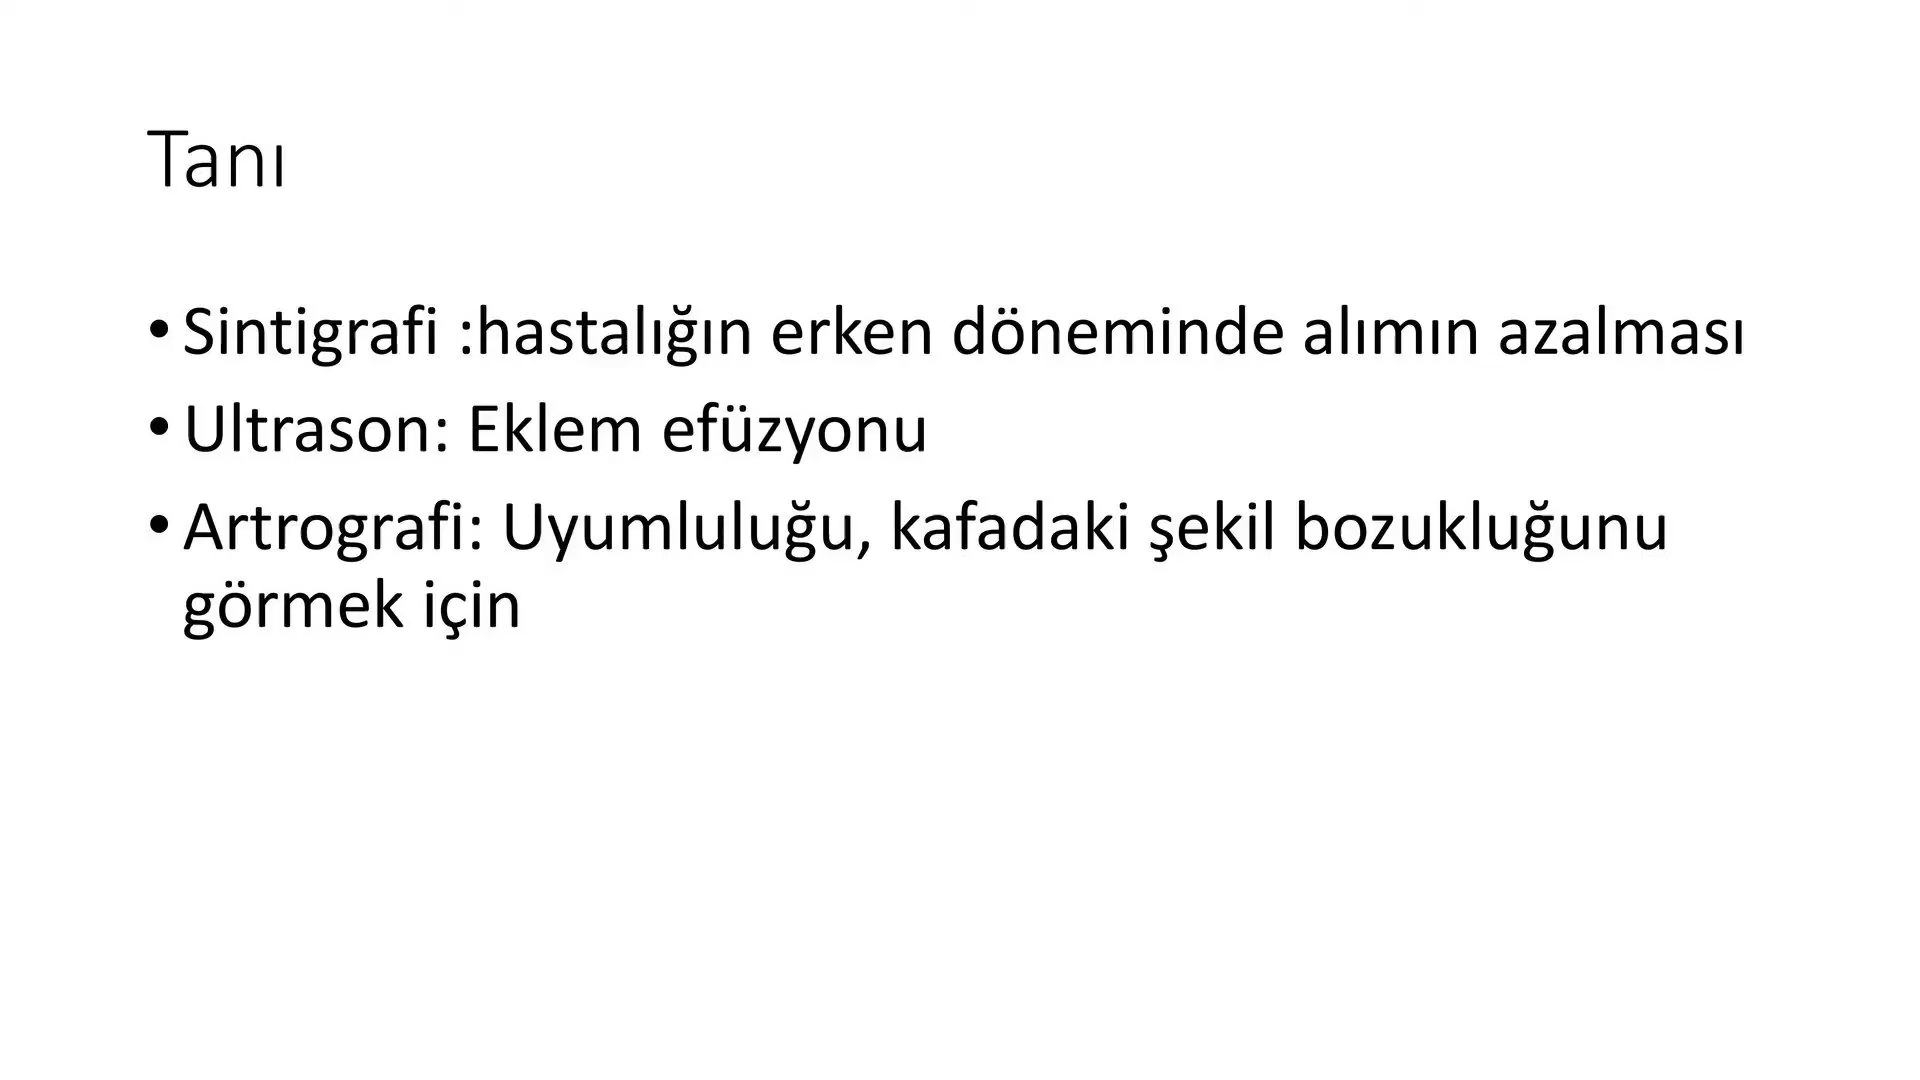 Tanı
• Sintigrafi :hastalığın erken döneminde alımın azalması
• Ultrason: Eklem efüzyonu
• Artrografi: Uyumluluğu, kafadaki şekil bozukluğunu
görmek için